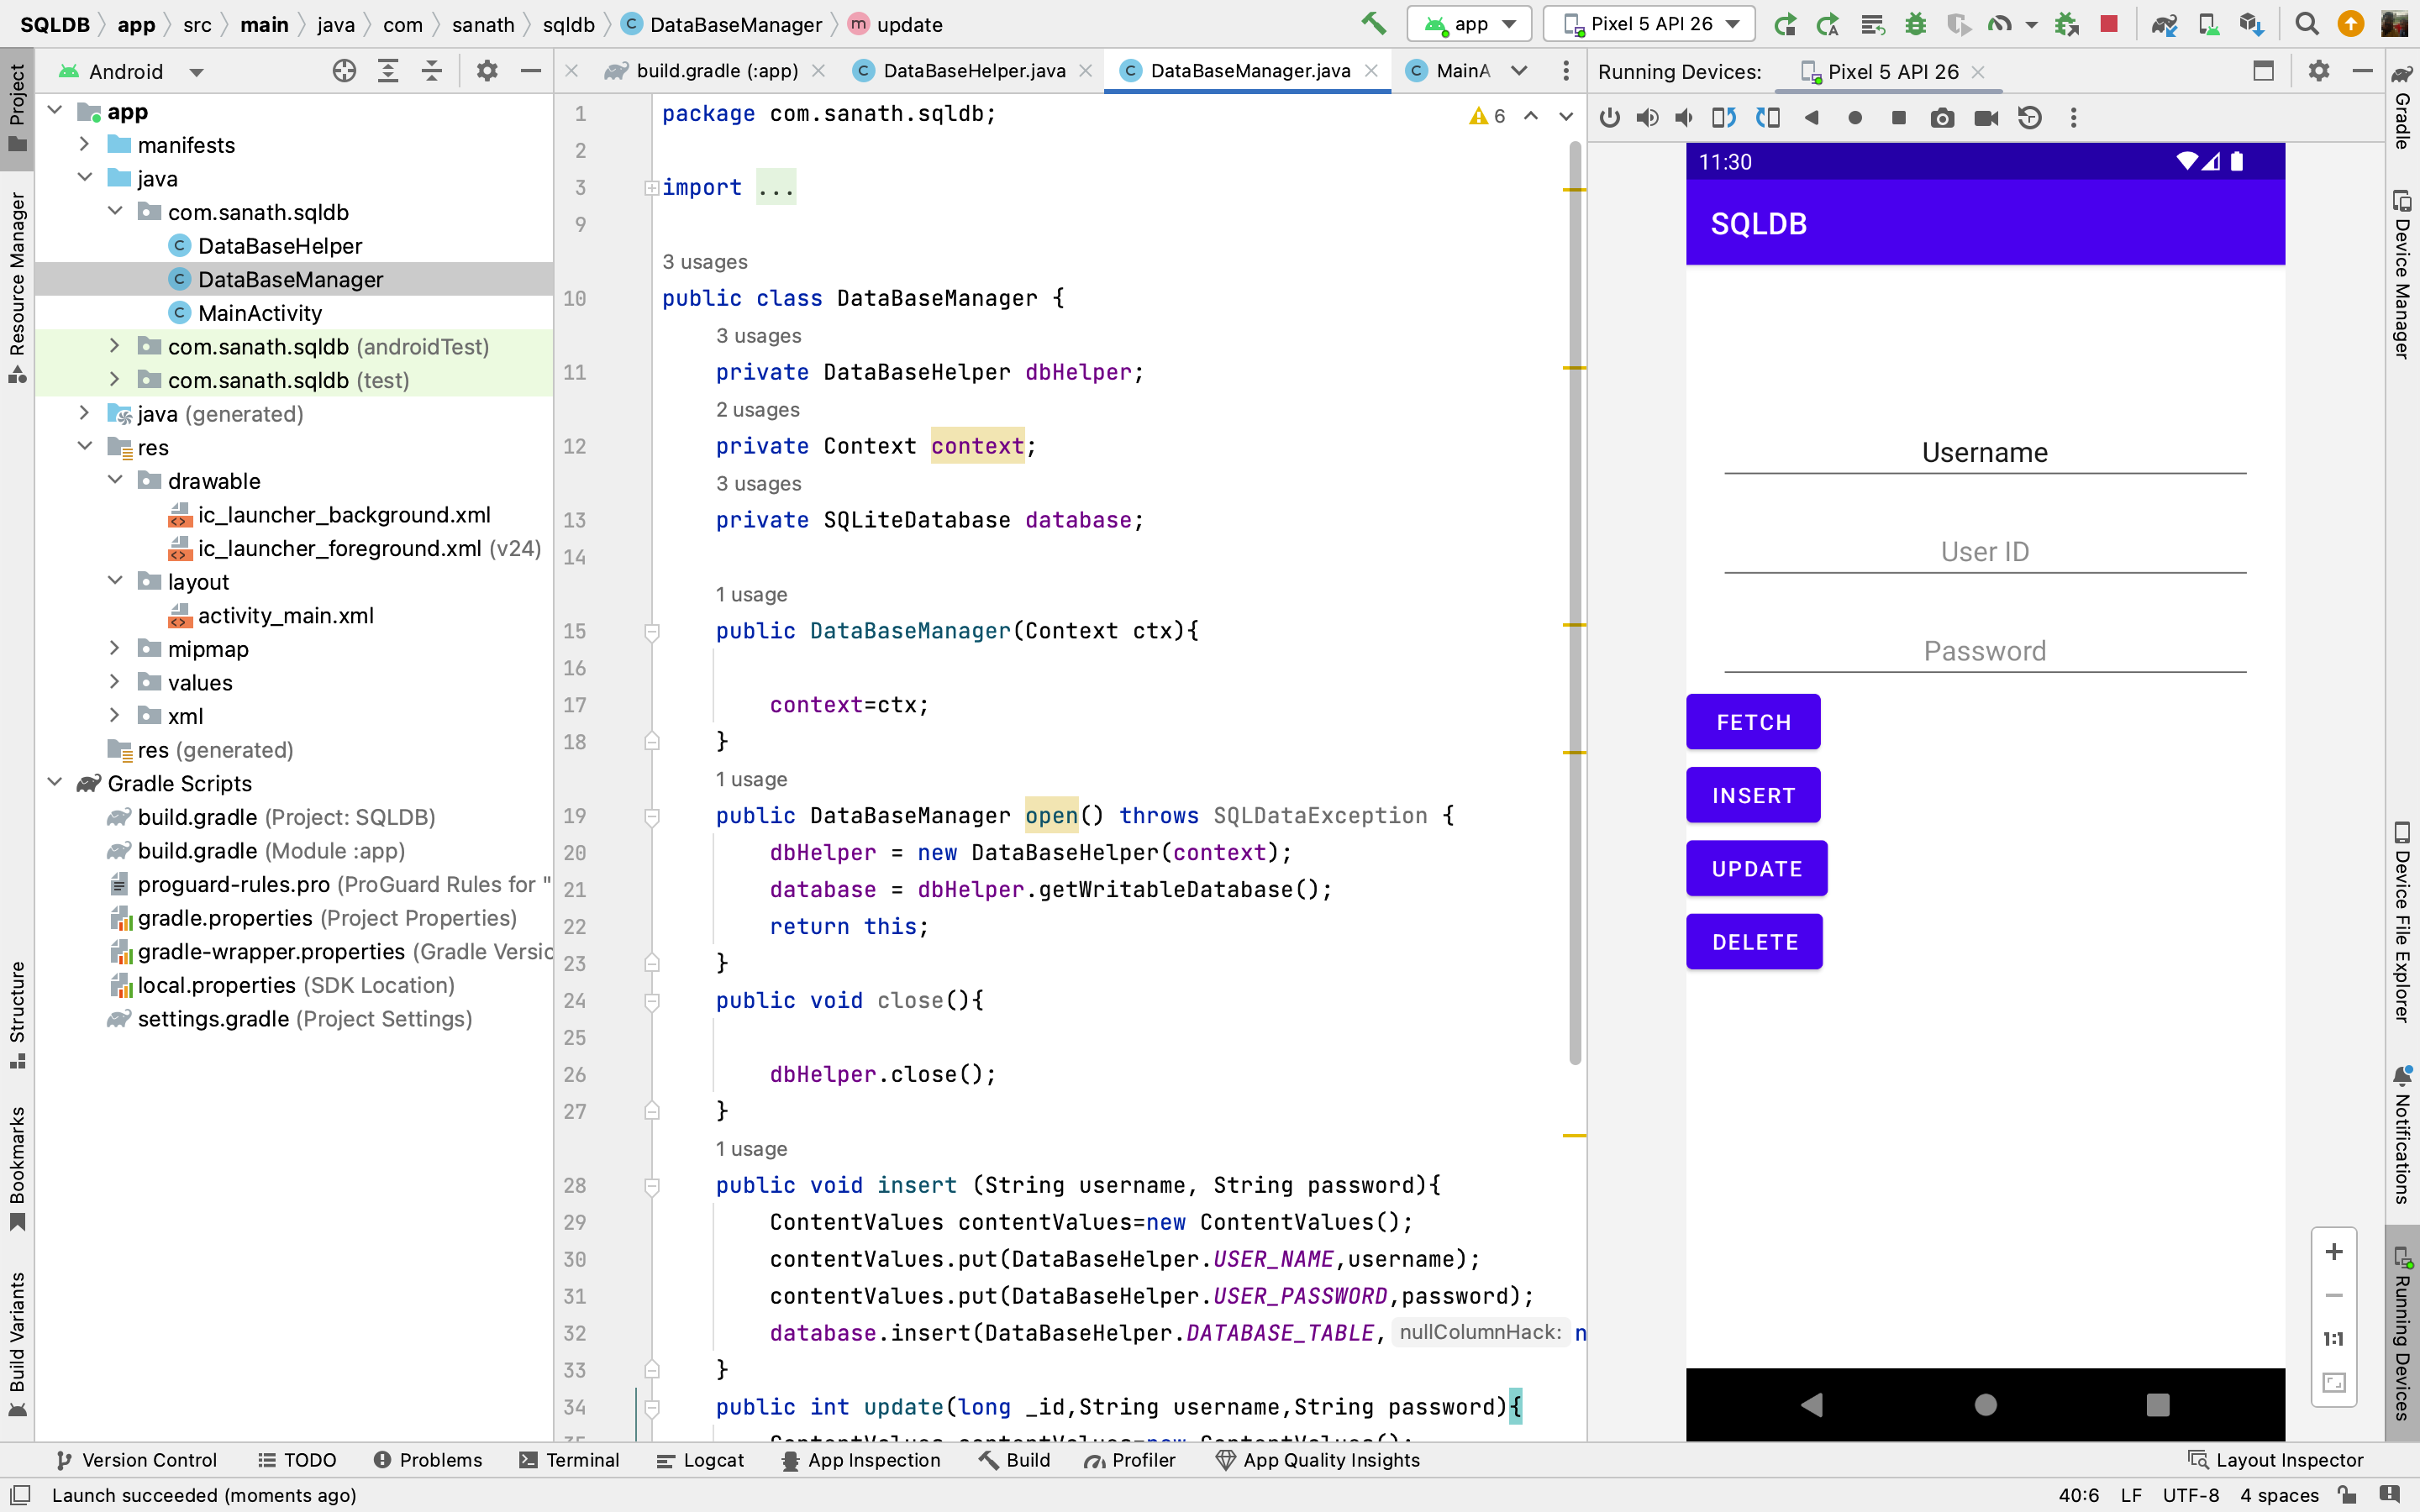 SQLDB app src main java com sanath sqldb DataBaseManager update
app
Pixel 5 API 26
Android
build.gradle (:app)
DataBaseHelper.java
DataBaseManager.java
MainA
Running Devices: Pixel 5 API 26
Project
Resource Manager
Structure
Bookmarks
Build Variants
app
manifests
java
com.sanath.sqldb
DataBaseHelper
DataBaseManager
MainActivity
com.sanath.sqldb (androidTest)
com.sanath.sqldb (test)
java (generated)
res
drawable
ic_launcher_background.xml
ic_launcher_foreground.xml (v24)
layout
activity_main.xml
mipmap
values
xml
res (generated)
Gradle Scripts
build.gradle (Project: SQLDB)
build.gradle (Module :app)
proguard-rules.pro (ProGuard Rules for "
gradle.properties (Project Properties)
gradle-wrapper.properties (Gradle Versic
local.properties (SDK Location)
settings.gradle (Project Settings)
6
1 package com.sanath.sqldb;
2
3 import ...
9
3 usages
10 public class DataBaseManager {
3 usages
11 private DataBaseHelper dbHelper;
2 usages
12 private Context context;
3 usages
13 private SQLiteDatabase database;
14
1 usage
15 public DataBaseManager(Context ctx){
16
17 context=ctx;
18 }
1 usage
19 public DataBaseManager open() throws SQLDataException {
20 dbHelper = new DataBaseHelper(context);
21 database = dbHelper.getWritableDatabase();
22 return this;
23 }
24 public void close(){
25
26 dbHelper.close();
27 }
1 usage
28 public void insert (String username, String password){
29 ContentValues contentValues=new ContentValues();
30 contentValues.put(DataBaseHelper.USER_NAME,username);
31 contentValues.put(DataBaseHelper.USER_PASSWORD,password);
32 database.insert(DataBaseHelper.DATABASE_TABLE, nullColumnHack: n
33 }
34 public int update(long _id,String username,String password){
35 ContentValues contentValues=new ContentValues();
11:30
SQLDB
Username
User ID
Password
FETCH
INSERT
UPDATE
DELETE
1:1
Gradle
Device Manager
Device File Explorer
Notifications
Running Devices
Version Control TODO Problems Terminal Logcat App Inspection Build Profiler App Quality Insights Layout Inspector
Launch succeeded (moments ago)
40:6 LF UTF-8 4 spaces